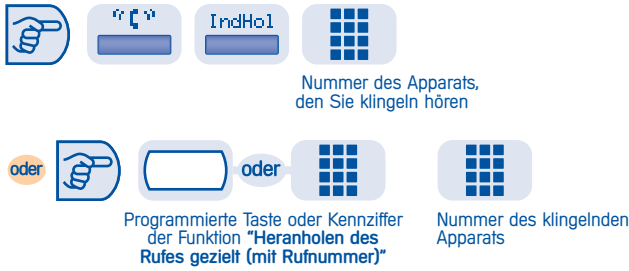 IndHol
Nummer des Apparats,
den Sie klingeln hören
oder
oder
Programmierte Taste oder Kennziffer
der Funktion "Heranholen des
Rufes gezielt (mit Rufnummer)"
Nummer des klingelnden
Apparats